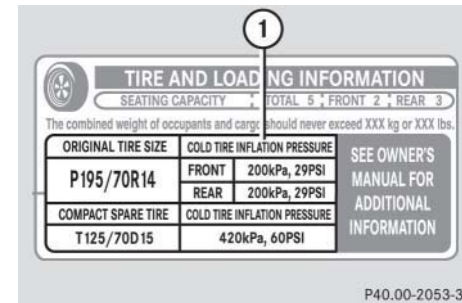 1
TIRE AND LOADING INFORMATION
SEATING CAPACITY TOTAL 5 FRONT 2 REAR 3
The combined weight of occupants and cargo should never exceed XXX kg or XXX lbs.
ORIGINAL TIRE SIZE COLD TIRE INFLATION PRESSURE SEE OWNER'S
P195/70R14 FRONT 200kPa, 29PSI MANUAL FOR
REAR 200kPa, 29PSI ADDITIONAL
COMPACT SPARE TIRE COLD TIRE INFLATION PRESSURE INFORMATION
T125/70D15 420kPa, 60PSI
P40.00-2053-3